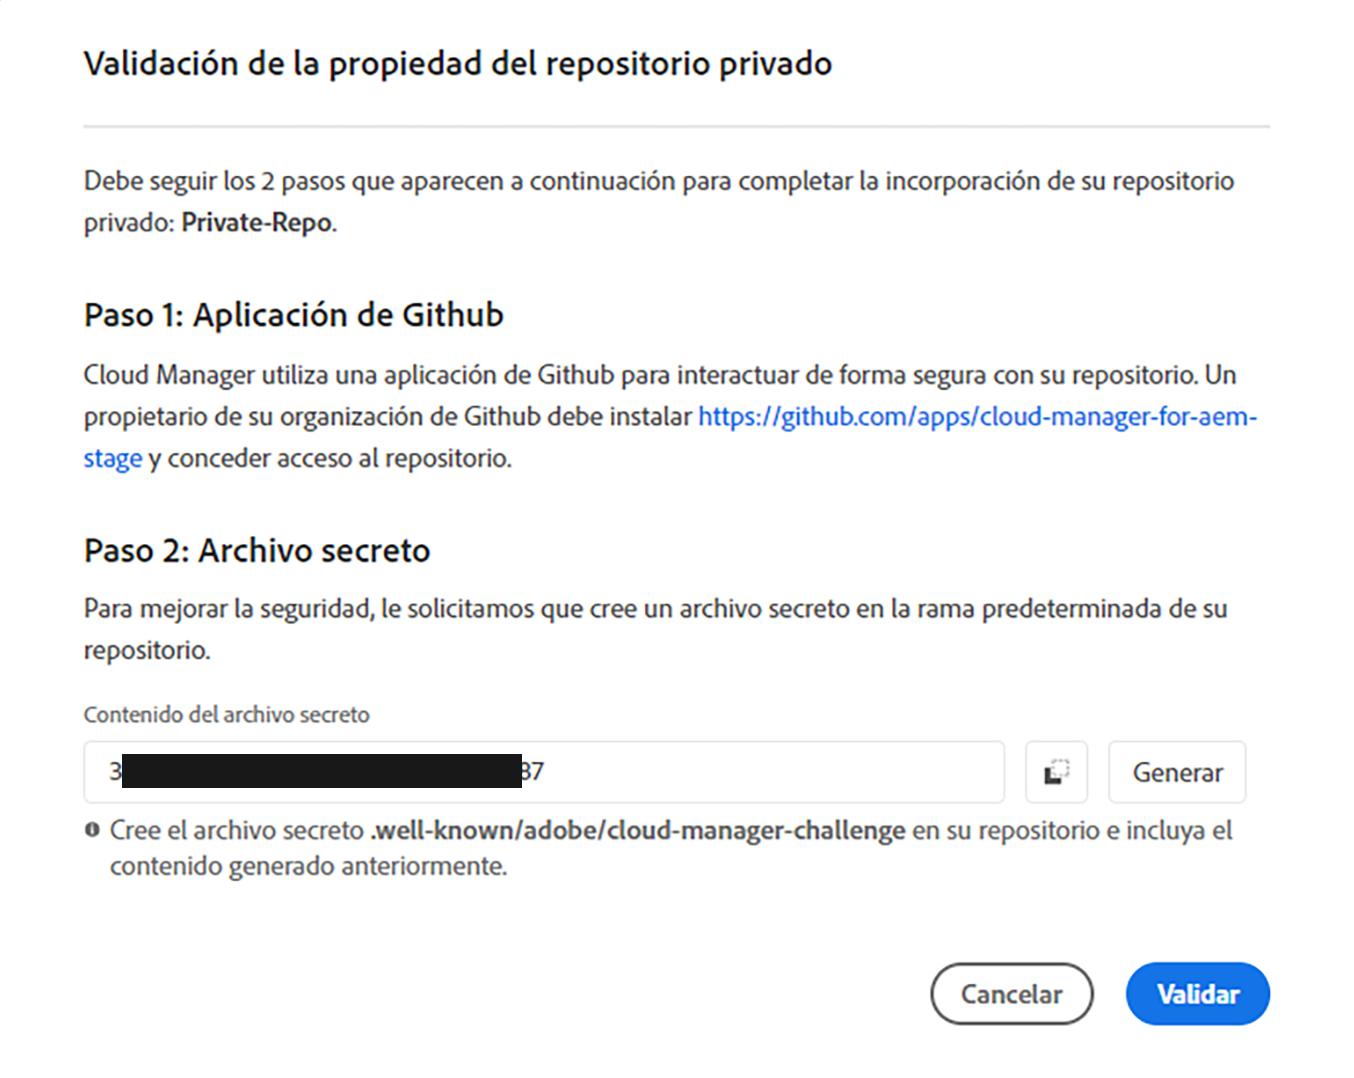 Validación de la propiedad del repositorio privado
Debe seguir los 2 pasos que aparecen a continuación para completar la incorporación de su repositorio
privado: Private-Repo.
Paso 1: Aplicación de Github
Cloud Manager utiliza una aplicación de Github para interactuar de forma segura con su repositorio. Un
propietario de su organización de Github debe instalar https://github.com/apps/cloud-manager-for-aem-
stage y conceder acceso al repositorio.
Paso 2: Archivo secreto
Para mejorar la seguridad, le solicitamos que cree un archivo secreto en la rama predeterminada de su
repositorio.
Contenido del archivo secreto
3 87
Generar
Cree el archivo secreto .well-known/adobe/cloud-manager-challenge en su repositorio e incluya el
contenido generado anteriormente.
Cancelar
Validar